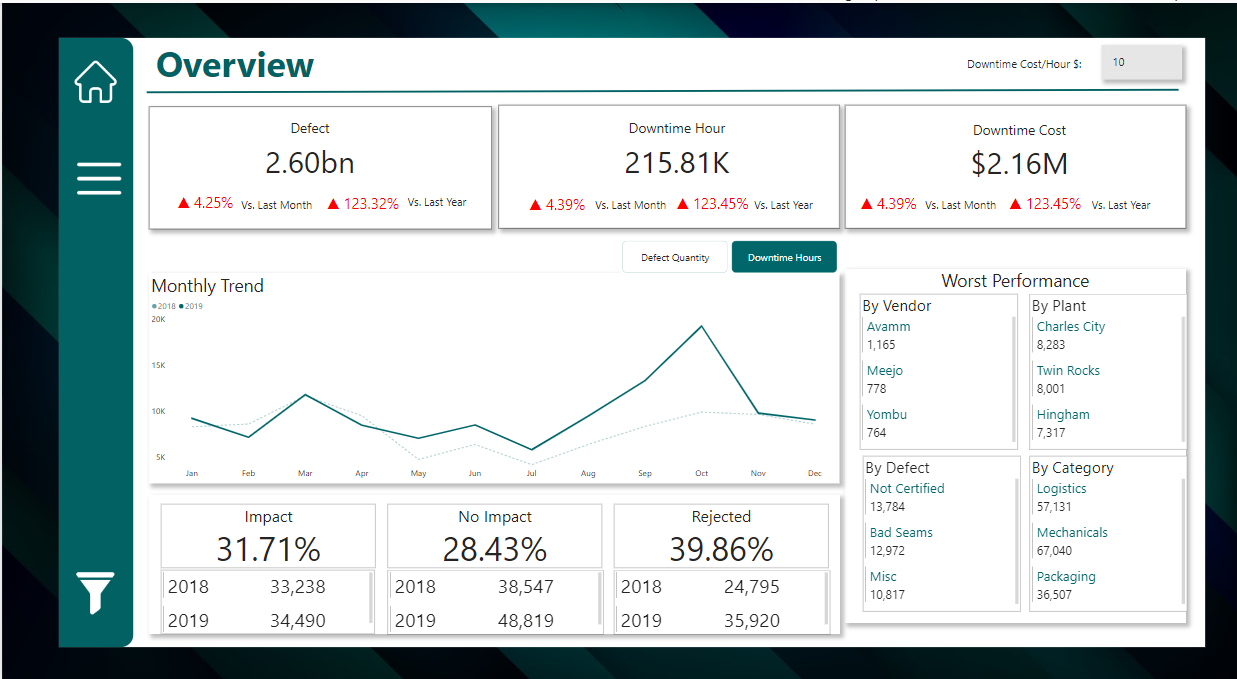 Overview
Downtime Cost/Hour $:
10
Defect
2.60bn
▲ 4.25% Vs. Last Month ▲ 123.32% Vs. Last Year
Downtime Hour
215.81K
▲ 4.39% Vs. Last Month ▲ 123.45% Vs. Last Year
Downtime Cost
$2.16M
▲ 4.39% Vs. Last Month ▲ 123.45% Vs. Last Year
Defect Quantity
Downtime Hours
Monthly Trend
2018 2019
20K
15K
10K
5K
Jan Feb Mar Apr May Jun Jul Aug Sep Oct Nov Dec
Impact
31.71%
2018 33,238
2019 34,490
No Impact
28.43%
2018 38,547
2019 48,819
Rejected
39.86%
2018 24,795
2019 35,920
Worst Performance
By Vendor
Avamm
1,165
Meejo
778
Yombu
764
By Plant
Charles City
8,283
Twin Rocks
8,001
Hingham
7,317
By Defect
Not Certified
13,784
Bad Seams
12,972
Misc
10,817
By Category
Logistics
57,131
Mechanicals
67,040
Packaging
36,507